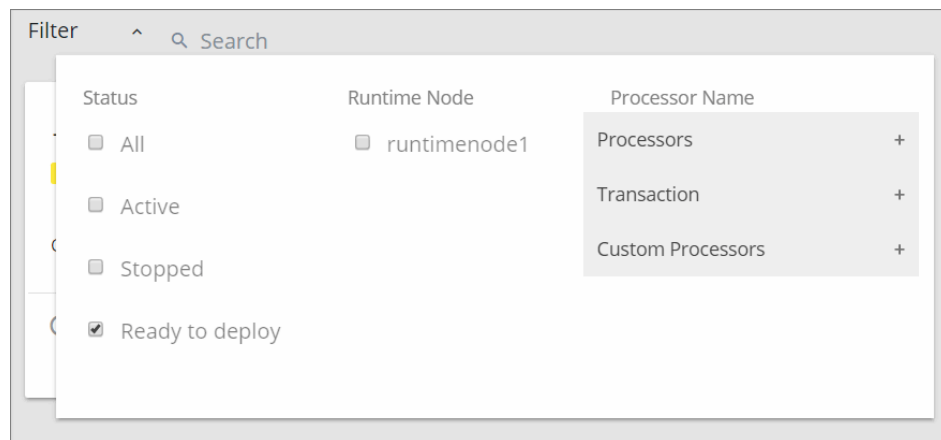 Filter
Search
Status
All
Active
Stopped
Ready to deploy
Runtime Node
runtimenode1
Processor Name
Processors +
Transaction +
Custom Processors +